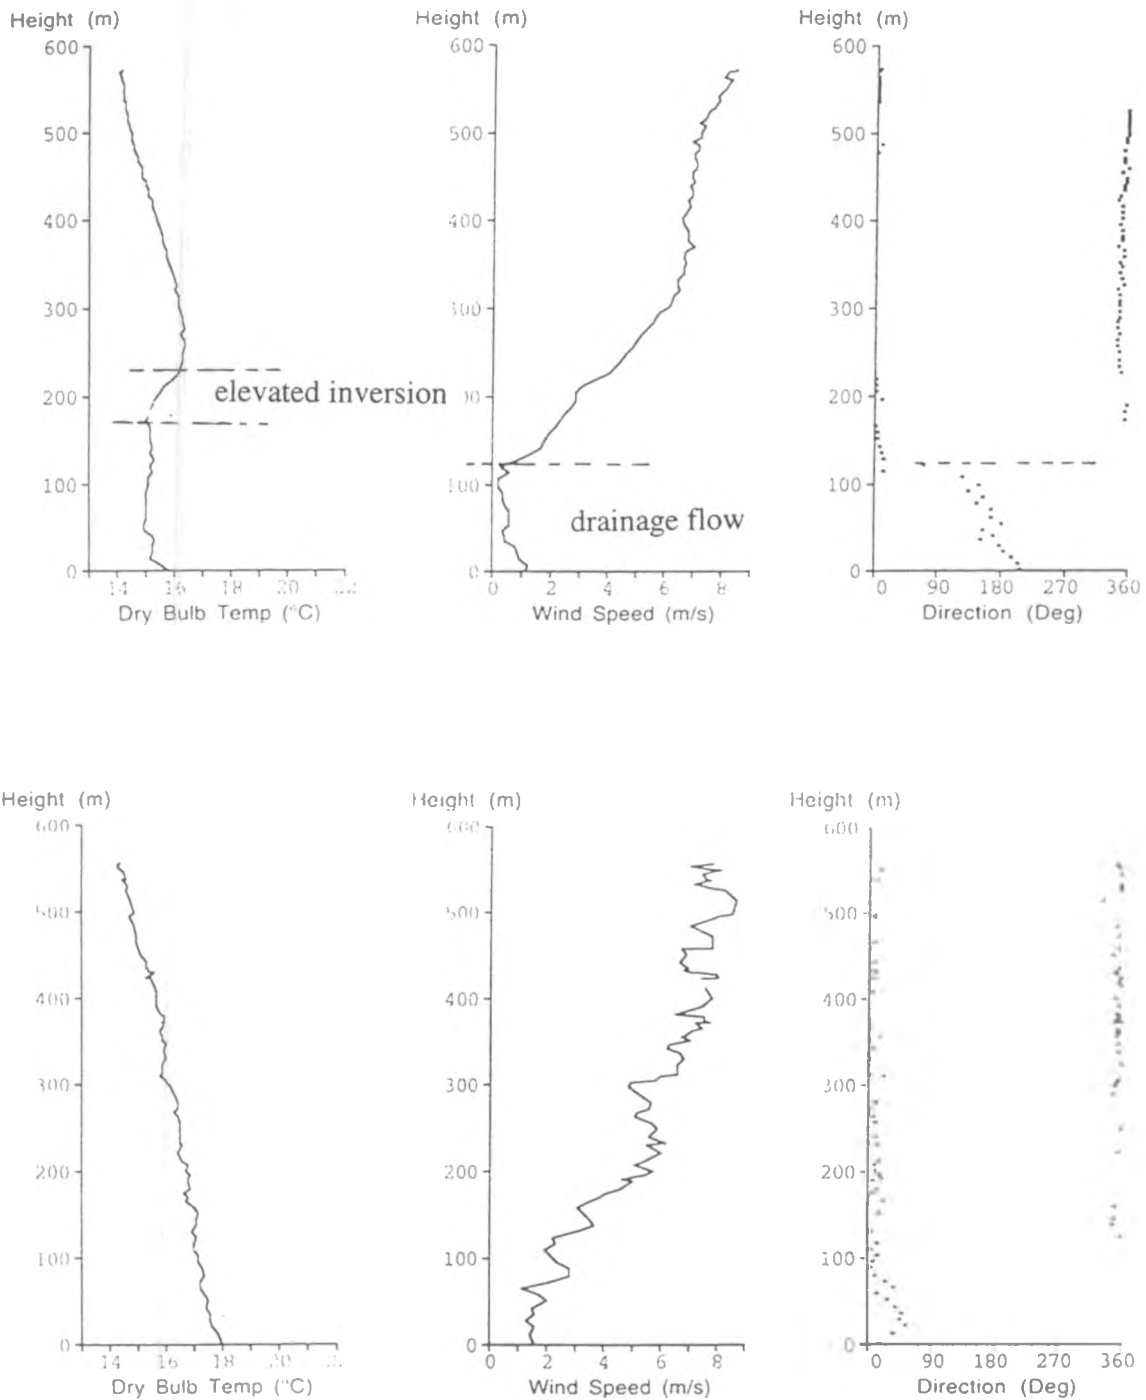 Height (m)
600
500
400
300
200
100
0
14 16 18 20
Dry Bulb Temp (°C)
elevated inversion
Height (m)
600
500
400
300
100
0
0 2 4 6 8
Wind Speed (m/s)
drainage flow
Height (m)
600
500
400
300
200
100
0
90 180 270 360
Direction (Deg)
Height (m)
600
500
400
300
200
100
0
14 16 18 20
Dry Bulb Temp (°C)
Height (m)
600
500
400
300
200
100
0
0 2 4 6 8
Wind Speed (m/s)
Height (m)
600
500
400
300
200
100
0
0 90 180 270 360
Direction (Deg)